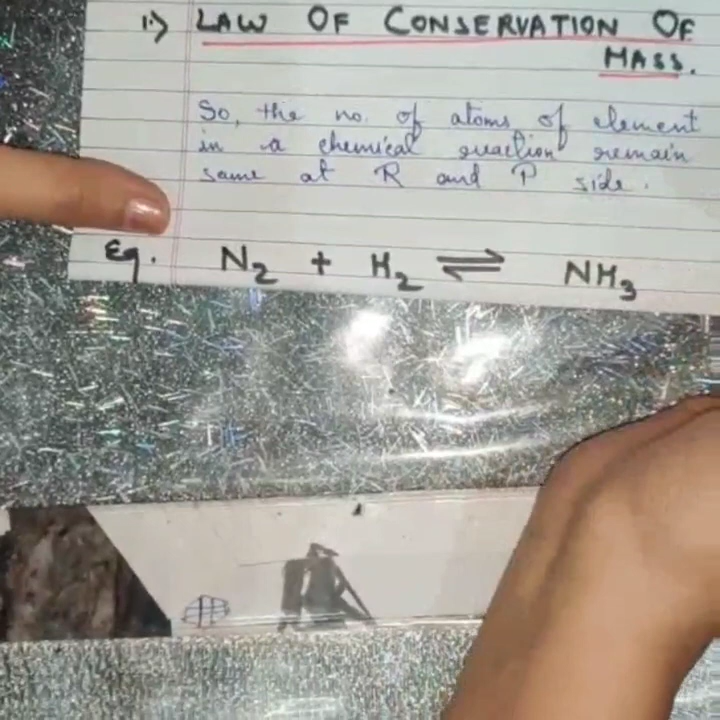 1.) LAW OF CONSERVATION OF
MASS.
So, the no. of atoms of element
in a chemical reaction remain
same at R and P side.
Eg. N₂ + H₂ ⇌ NH₃